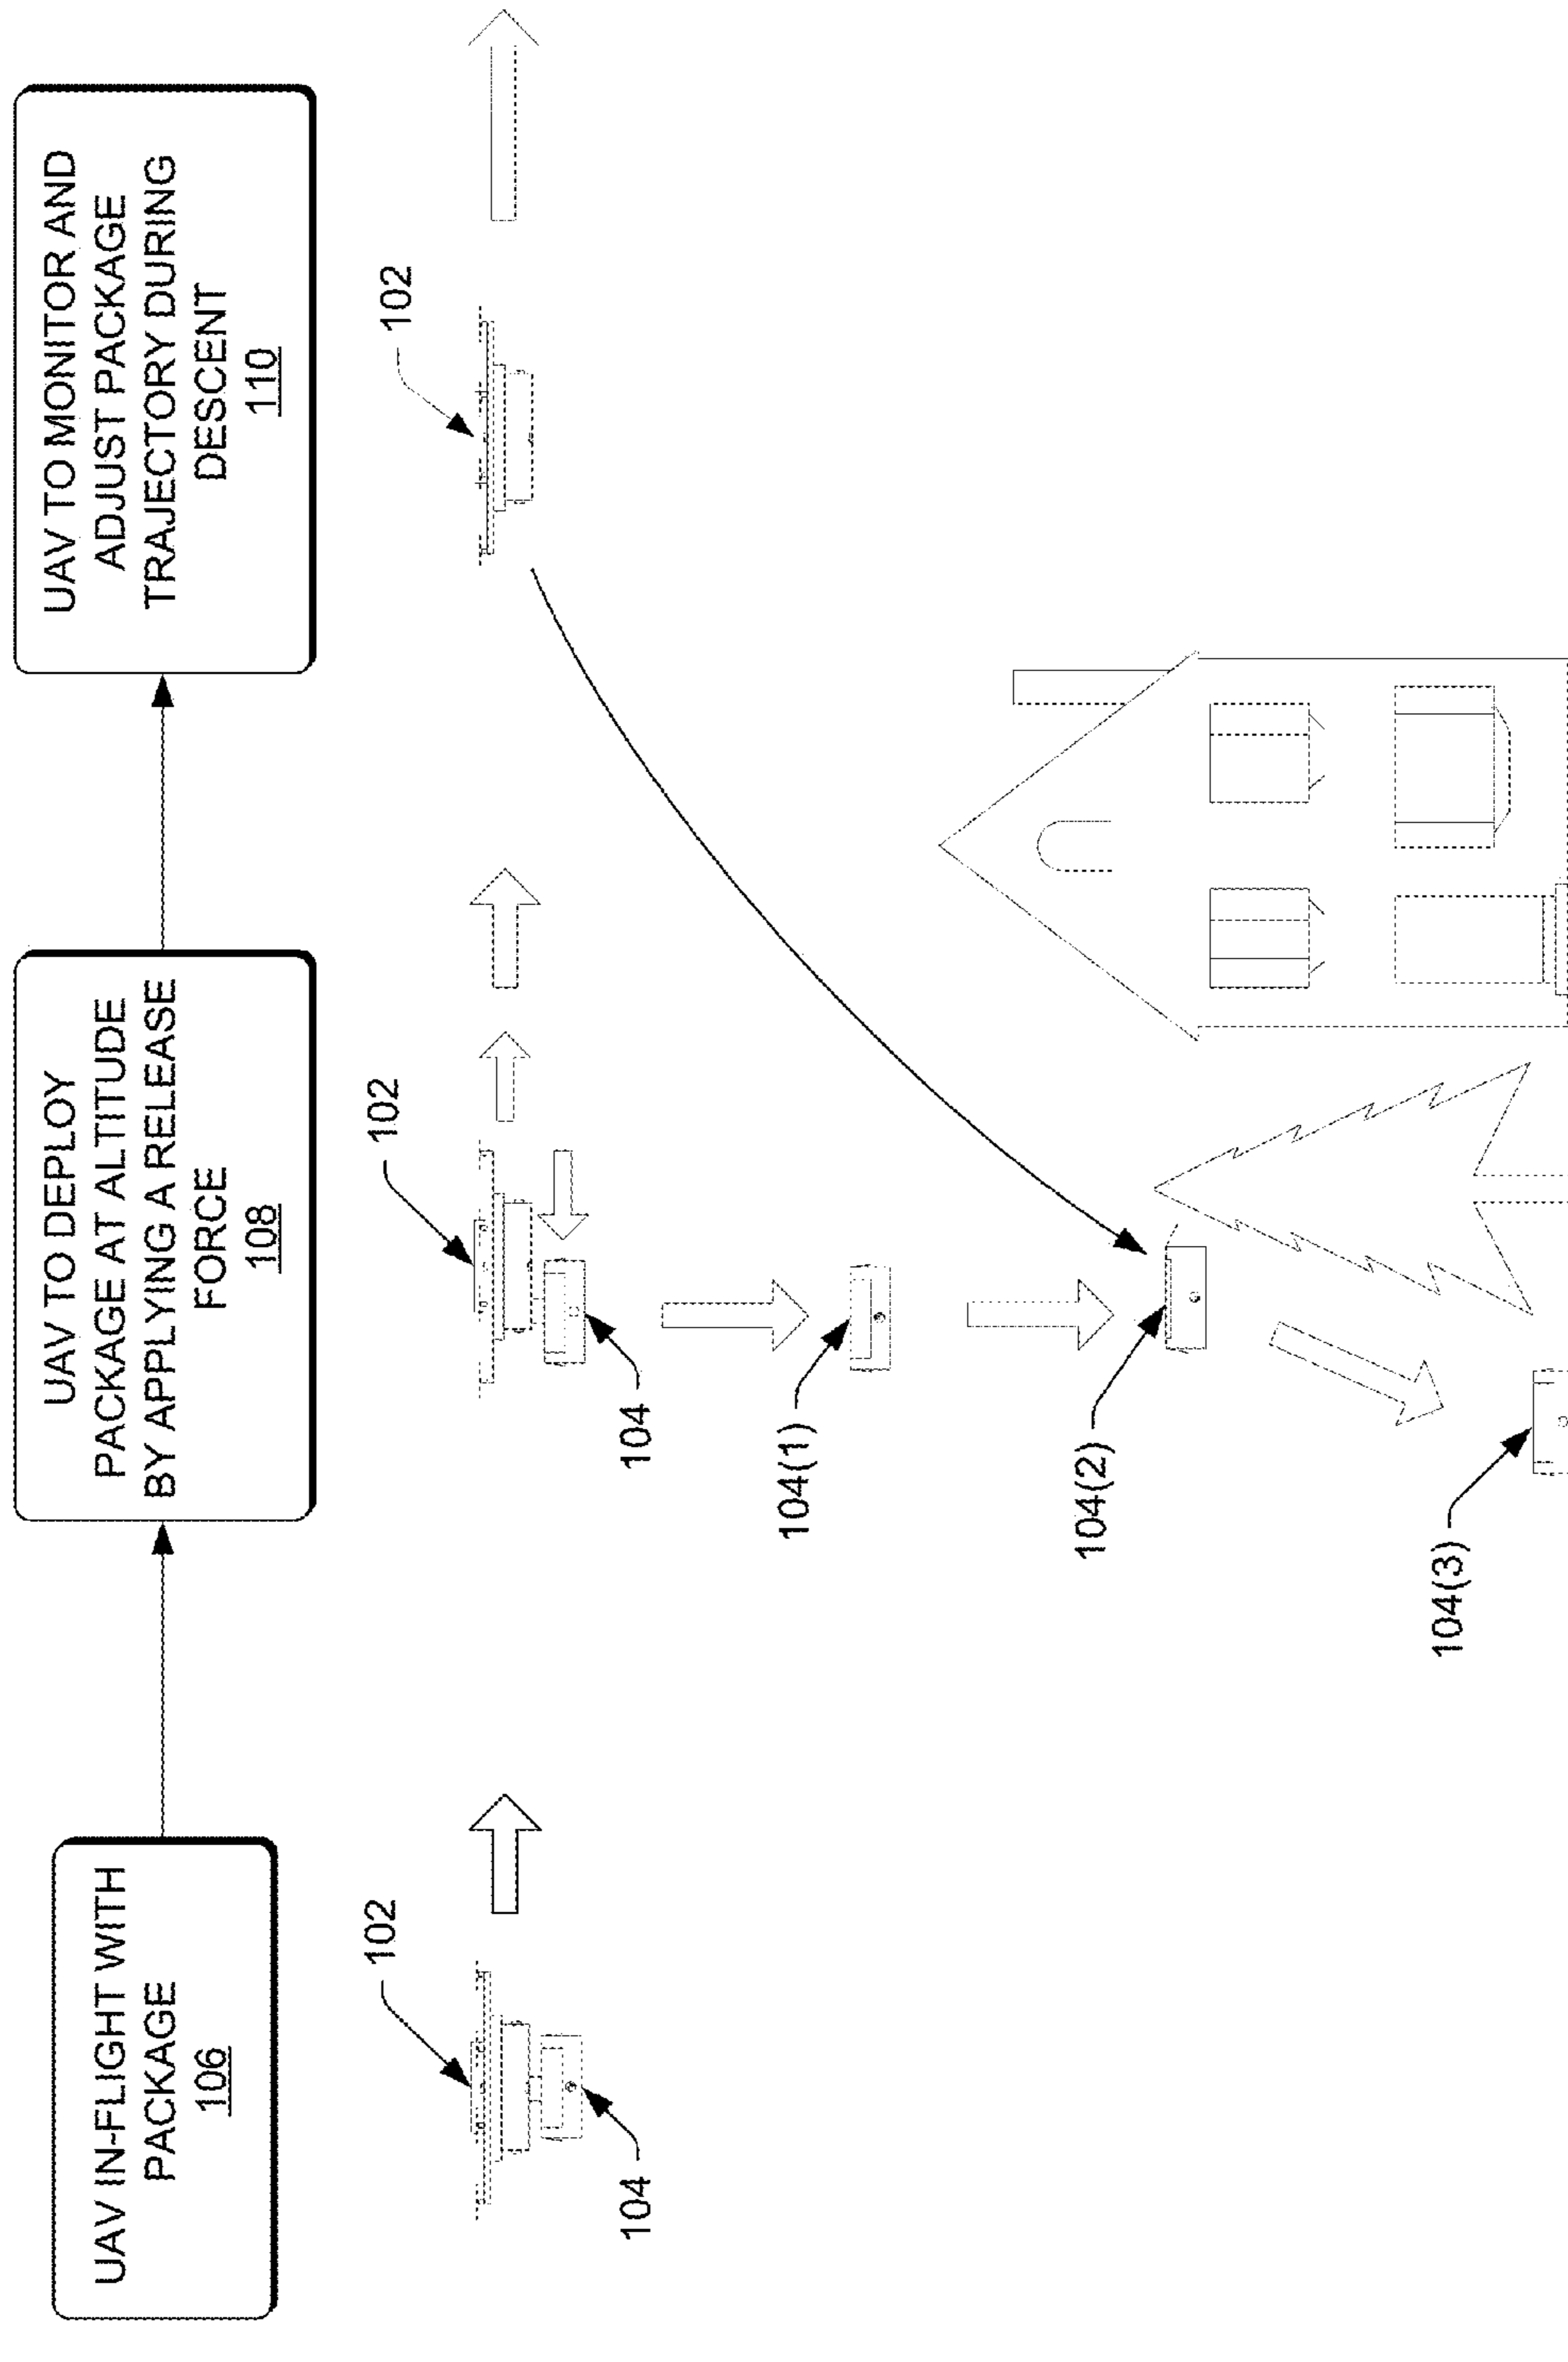 UAV IN-FLIGHT WITH
PACKAGE
106
UAV TO DEPLOY
PACKAGE AT ALTITUDE
BY APPLYING A RELEASE
FORCE
108
UAV TO MONITOR AND
ADJUST PACKAGE
TRAJECTORY DURING
DESCENT
110
102
104
102
104
104(1)
104(2)
104(3)
102